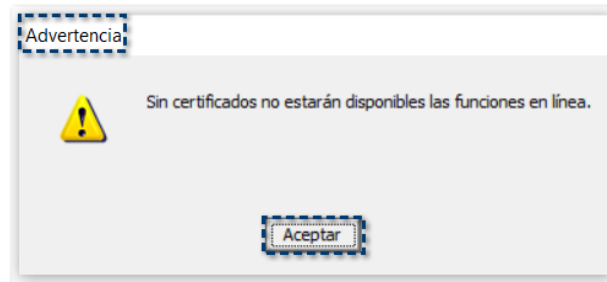 Advertencia
Sin certificados no estarán disponibles las funciones en línea.
Aceptar